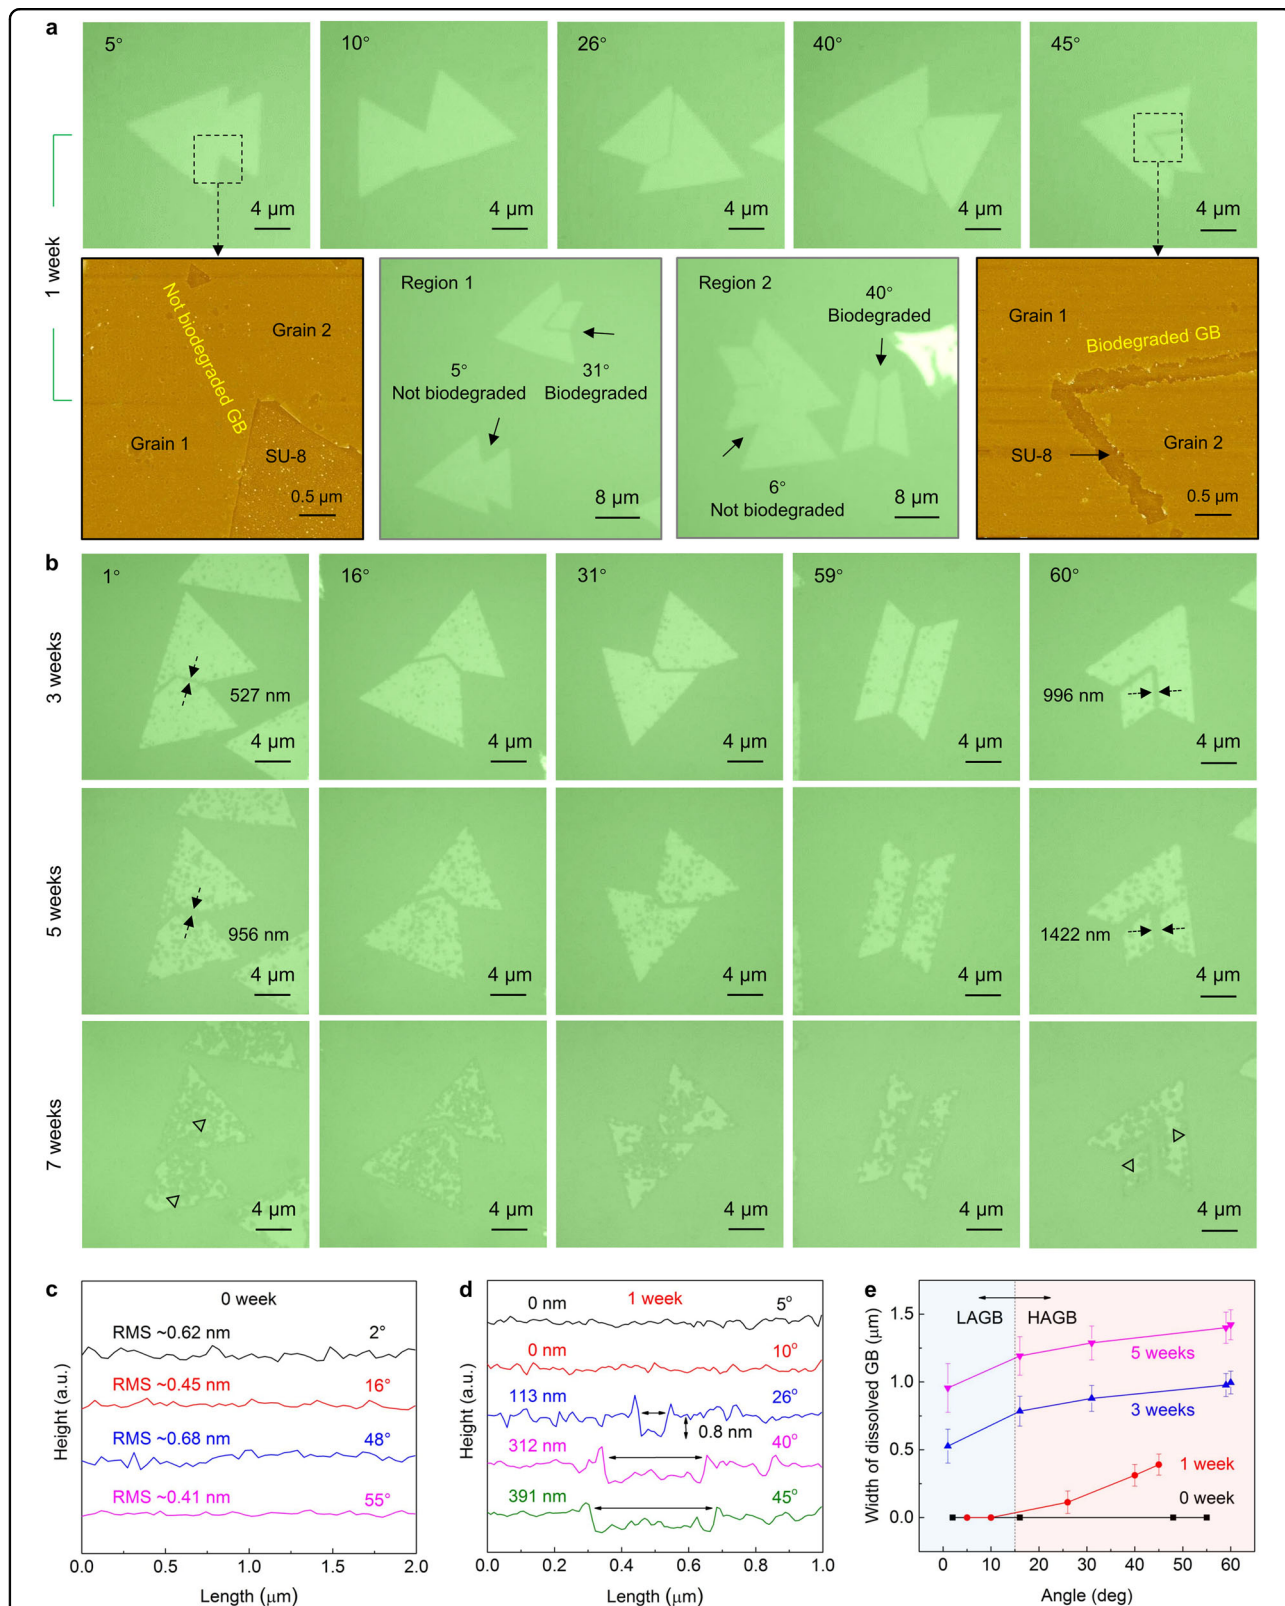 a
5°
10°
26°
40°
45°
4 µm
4 µm
4 µm
4 µm
4 µm
1 week
Not biodegraded GB
Grain 2
Grain 1
SU-8
0.5 µm
Region 1
5°
Not biodegraded
31°
Biodegraded
8 µm
Region 2
40°
Biodegraded
6°
Not biodegraded
8 µm
Grain 1
Biodegraded GB
SU-8
Grain 2
0.5 µm
b
1°
16°
31°
59°
60°
3 weeks
527 nm
996 nm
4 µm
4 µm
4 µm
4 µm
4 µm
5 weeks
956 nm
1422 nm
4 µm
4 µm
4 µm
4 µm
4 µm
7 weeks
4 µm
4 µm
4 µm
4 µm
4 µm
c
0 week
RMS ~0.62 nm 2°
RMS ~0.45 nm 16°
RMS ~0.68 nm 48°
RMS ~0.41 nm 55°
Height (a.u.)
0.0 0.5 1.0 1.5 2.0
Length (µm)
d
0 nm 1 week 5°
0 nm 10°
113 nm 26°
0.8 nm
312 nm 40°
391 nm 45°
Height (a.u.)
0.0 0.2 0.4 0.6 0.8 1.0
Length (µm)
e
LAGB HAGB
5 weeks
3 weeks
1 week
0 week
Width of dissolved GB (µm)
1.5
1.0
0.5
0.0
0 10 20 30 40 50 60
Angle (deg)